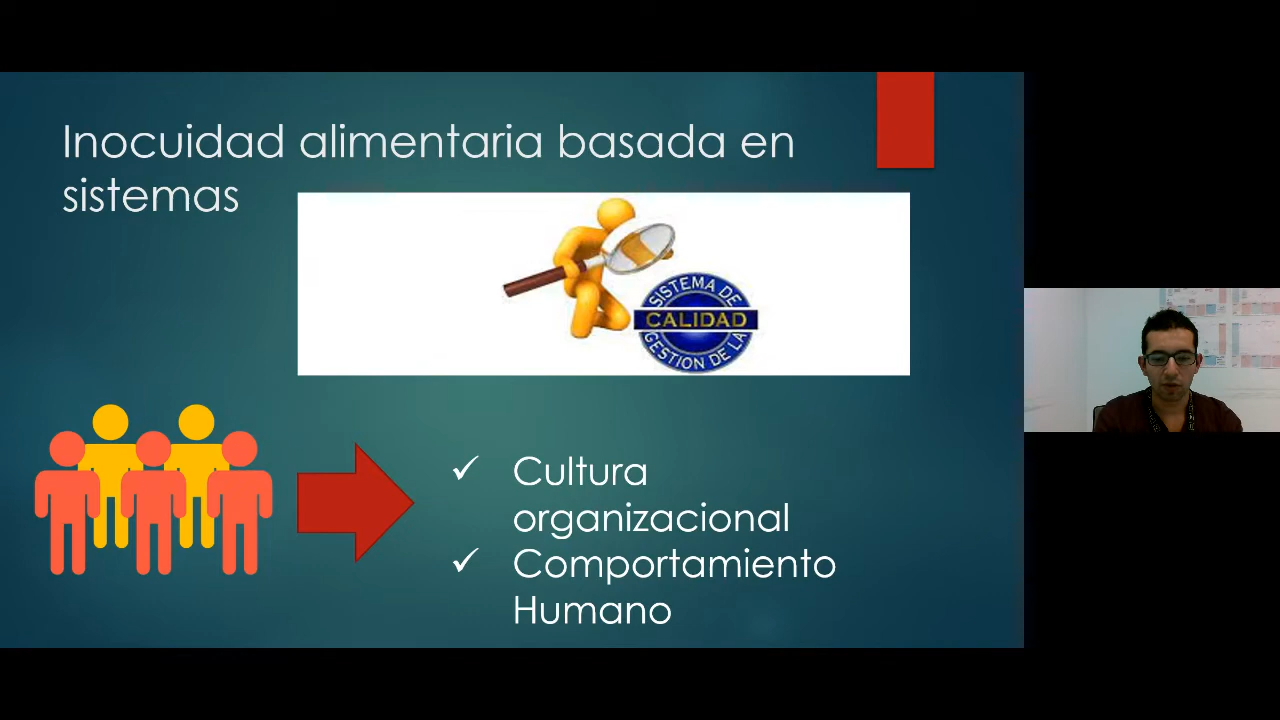 Inocuidad alimentaria basada en
sistemas
SISTEMA DE
CALIDAD
GESTION DE LA
✓ Cultura
organizacional
✓ Comportamiento
Humano